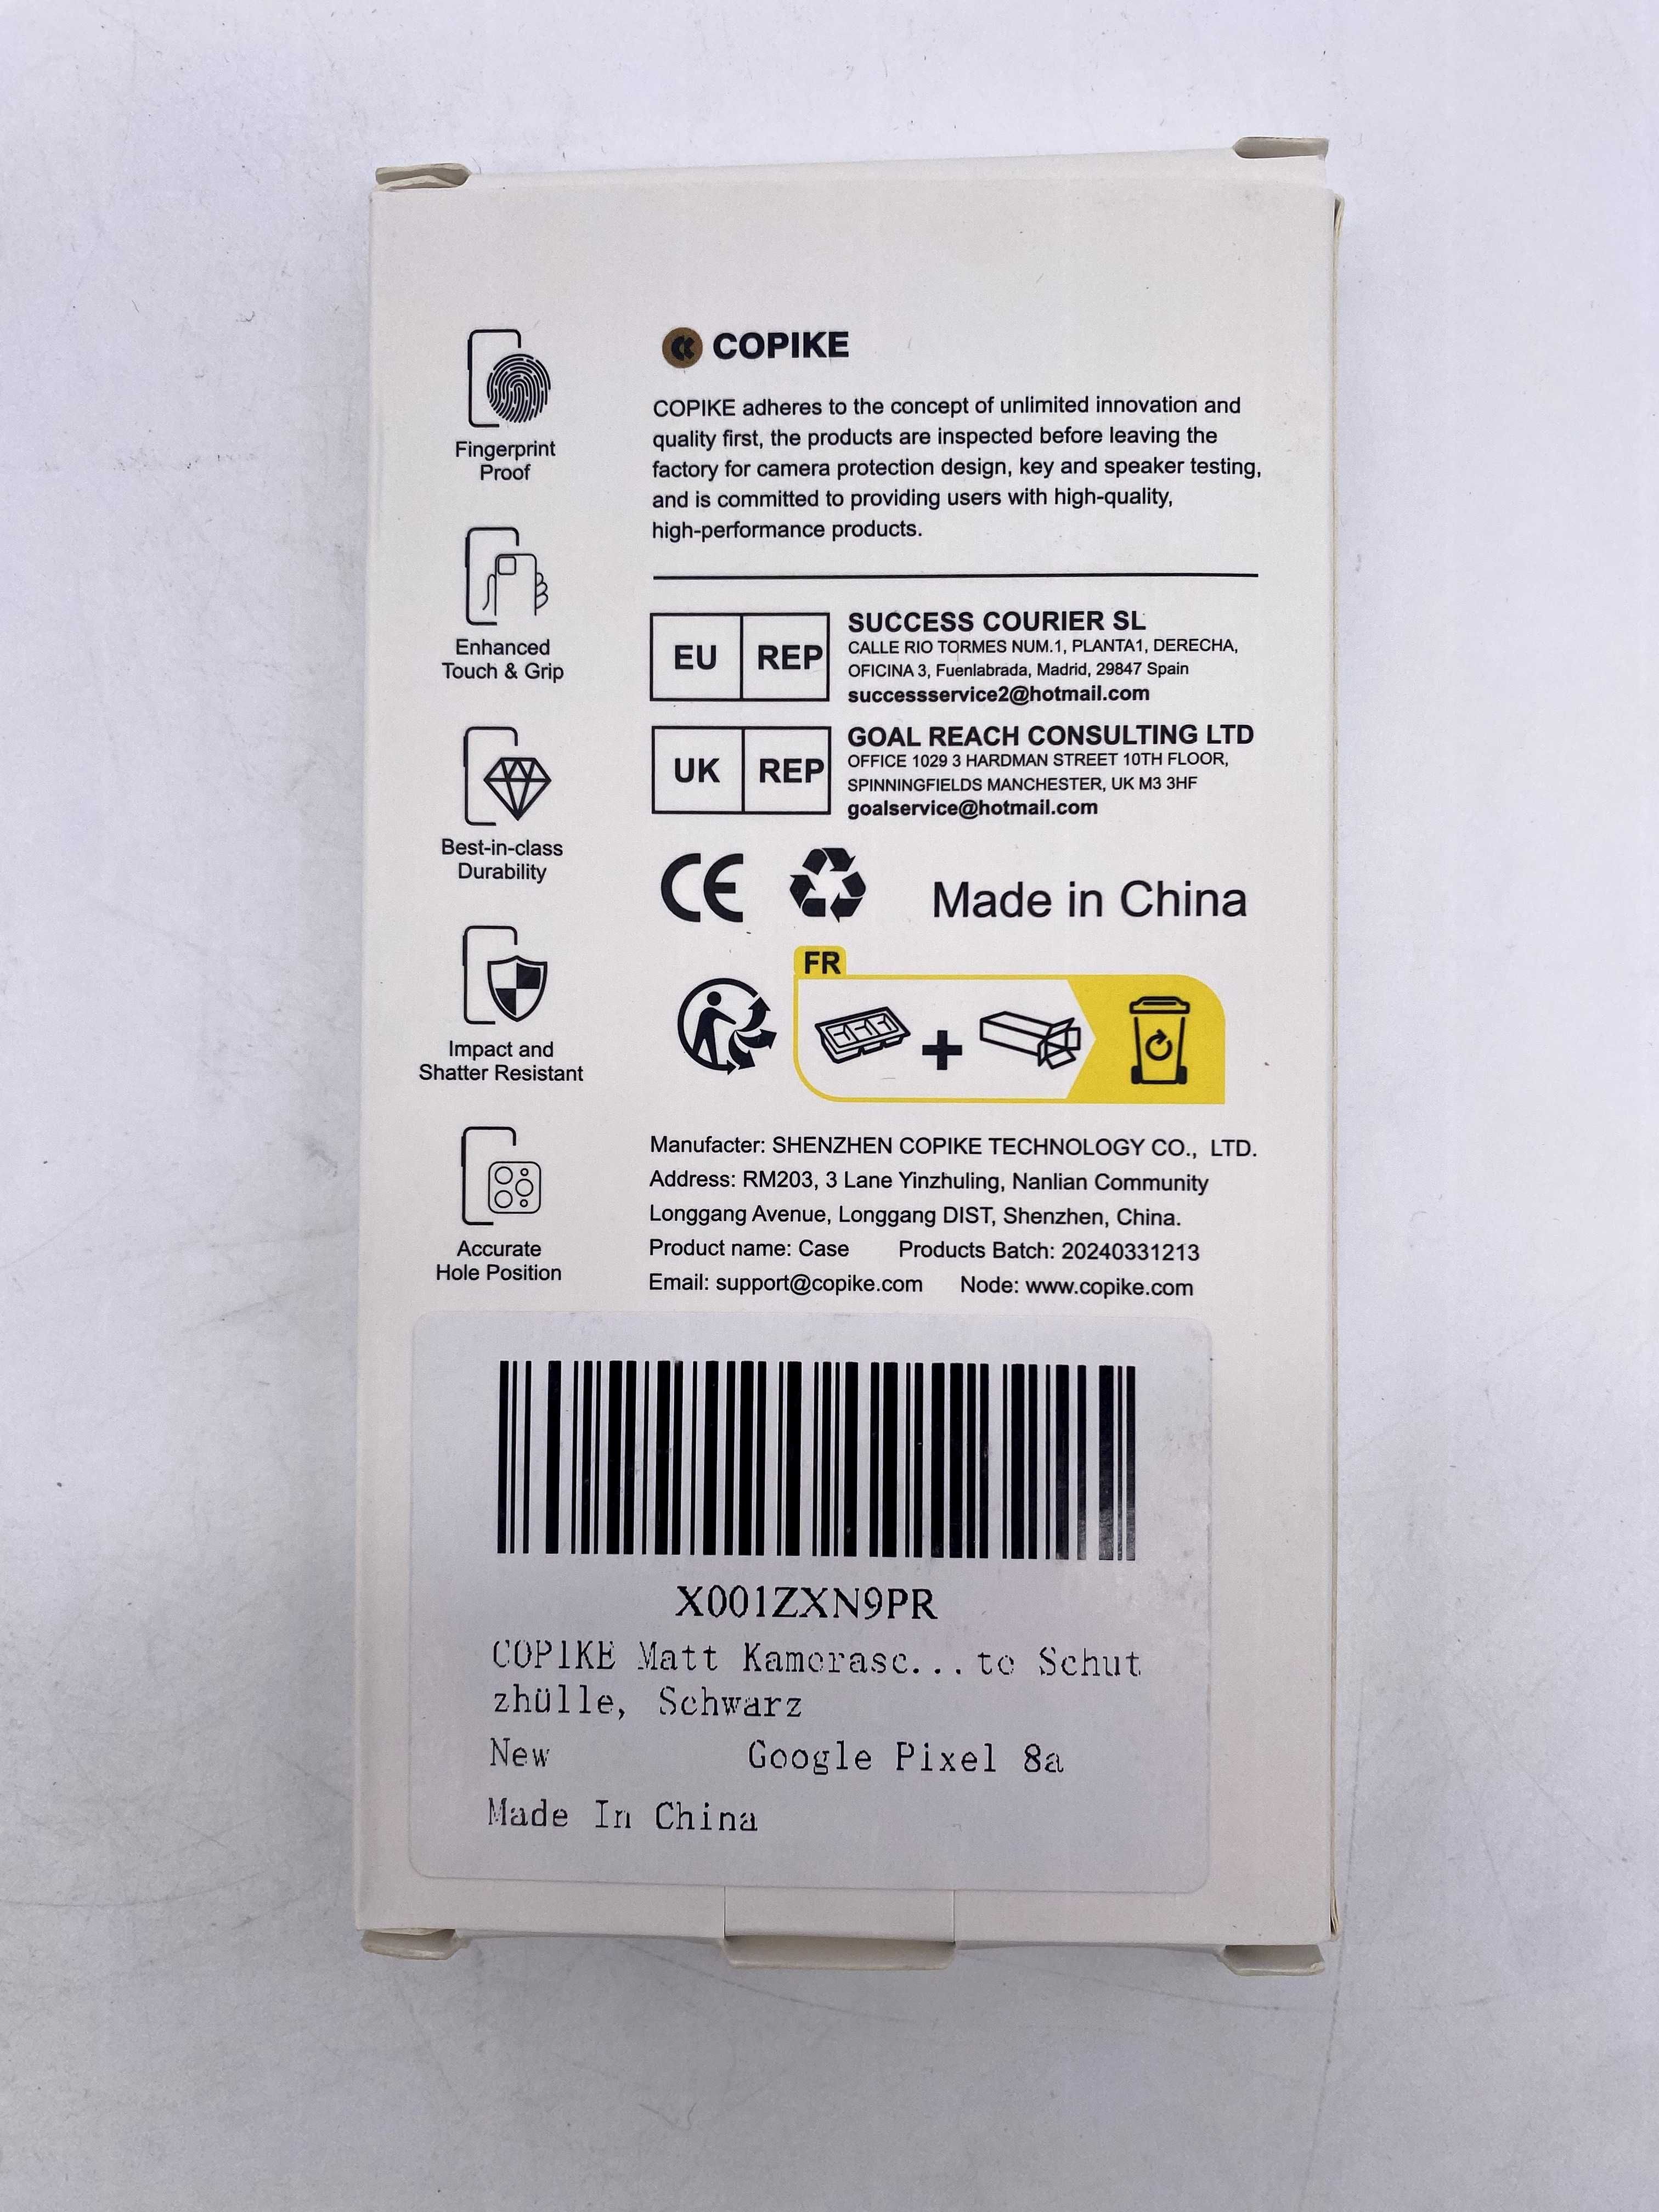 COPIKE
COPIKE adheres to the concept of unlimited innovation and
quality first, the products are inspected before leaving the
factory for camera protection design, key and speaker testing,
and is committed to providing users with high-quality,
high-performance products.
Fingerprint
Proof
Enhanced
Touch & Grip
Best-in-class
Durability
Impact and
Shatter Resistant
Accurate
Hole Position
EU REP
SUCCESS COURIER SL
CALLE RIO TORMES NUM.1, PLANTA1, DERECHA,
OFICINA 3, Fuenlabrada, Madrid, 29847 Spain
successservice2@hotmail.com
UK REP
GOAL REACH CONSULTING LTD
OFFICE 1029 3 HARDMAN STREET 10TH FLOOR,
SPINNINGFIELDS MANCHESTER, UK M3 3HF
goalservice@hotmail.com
CE
Made in China
FR
Manufacter: SHENZHEN COPIKE TECHNOLOGY CO., LTD.
Address: RM203, 3 Lane Yinzhuling, Nanlian Community
Longgang Avenue, Longgang DIST, Shenzhen, China.
Product name: Case Products Batch: 20240331213
Email: support@copike.com Node: www.copike.com
X001ZXN9PR
COPIKE Matt Kamerasc...te Schut
zhülle, Schwarz
New Google Pixel 8a
Made In China